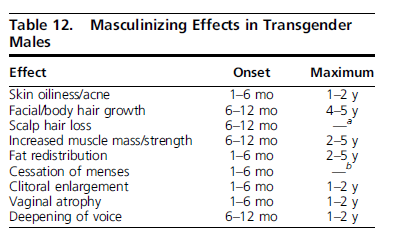 Table 12. Masculinizing Effects in Transgender
Males
Effect Onset Maximum
Skin oiliness/acne 1–6 mo 1–2 y
Facial/body hair growth 6–12 mo 4–5 y
Scalp hair loss 6–12 mo —a
Increased muscle mass/strength 6–12 mo 2–5 y
Fat redistribution 1–6 mo 2–5 y
Cessation of menses 1–6 mo —b
Clitoral enlargement 1–6 mo 1–2 y
Vaginal atrophy 1–6 mo 1–2 y
Deepening of voice 6–12 mo 1–2 y